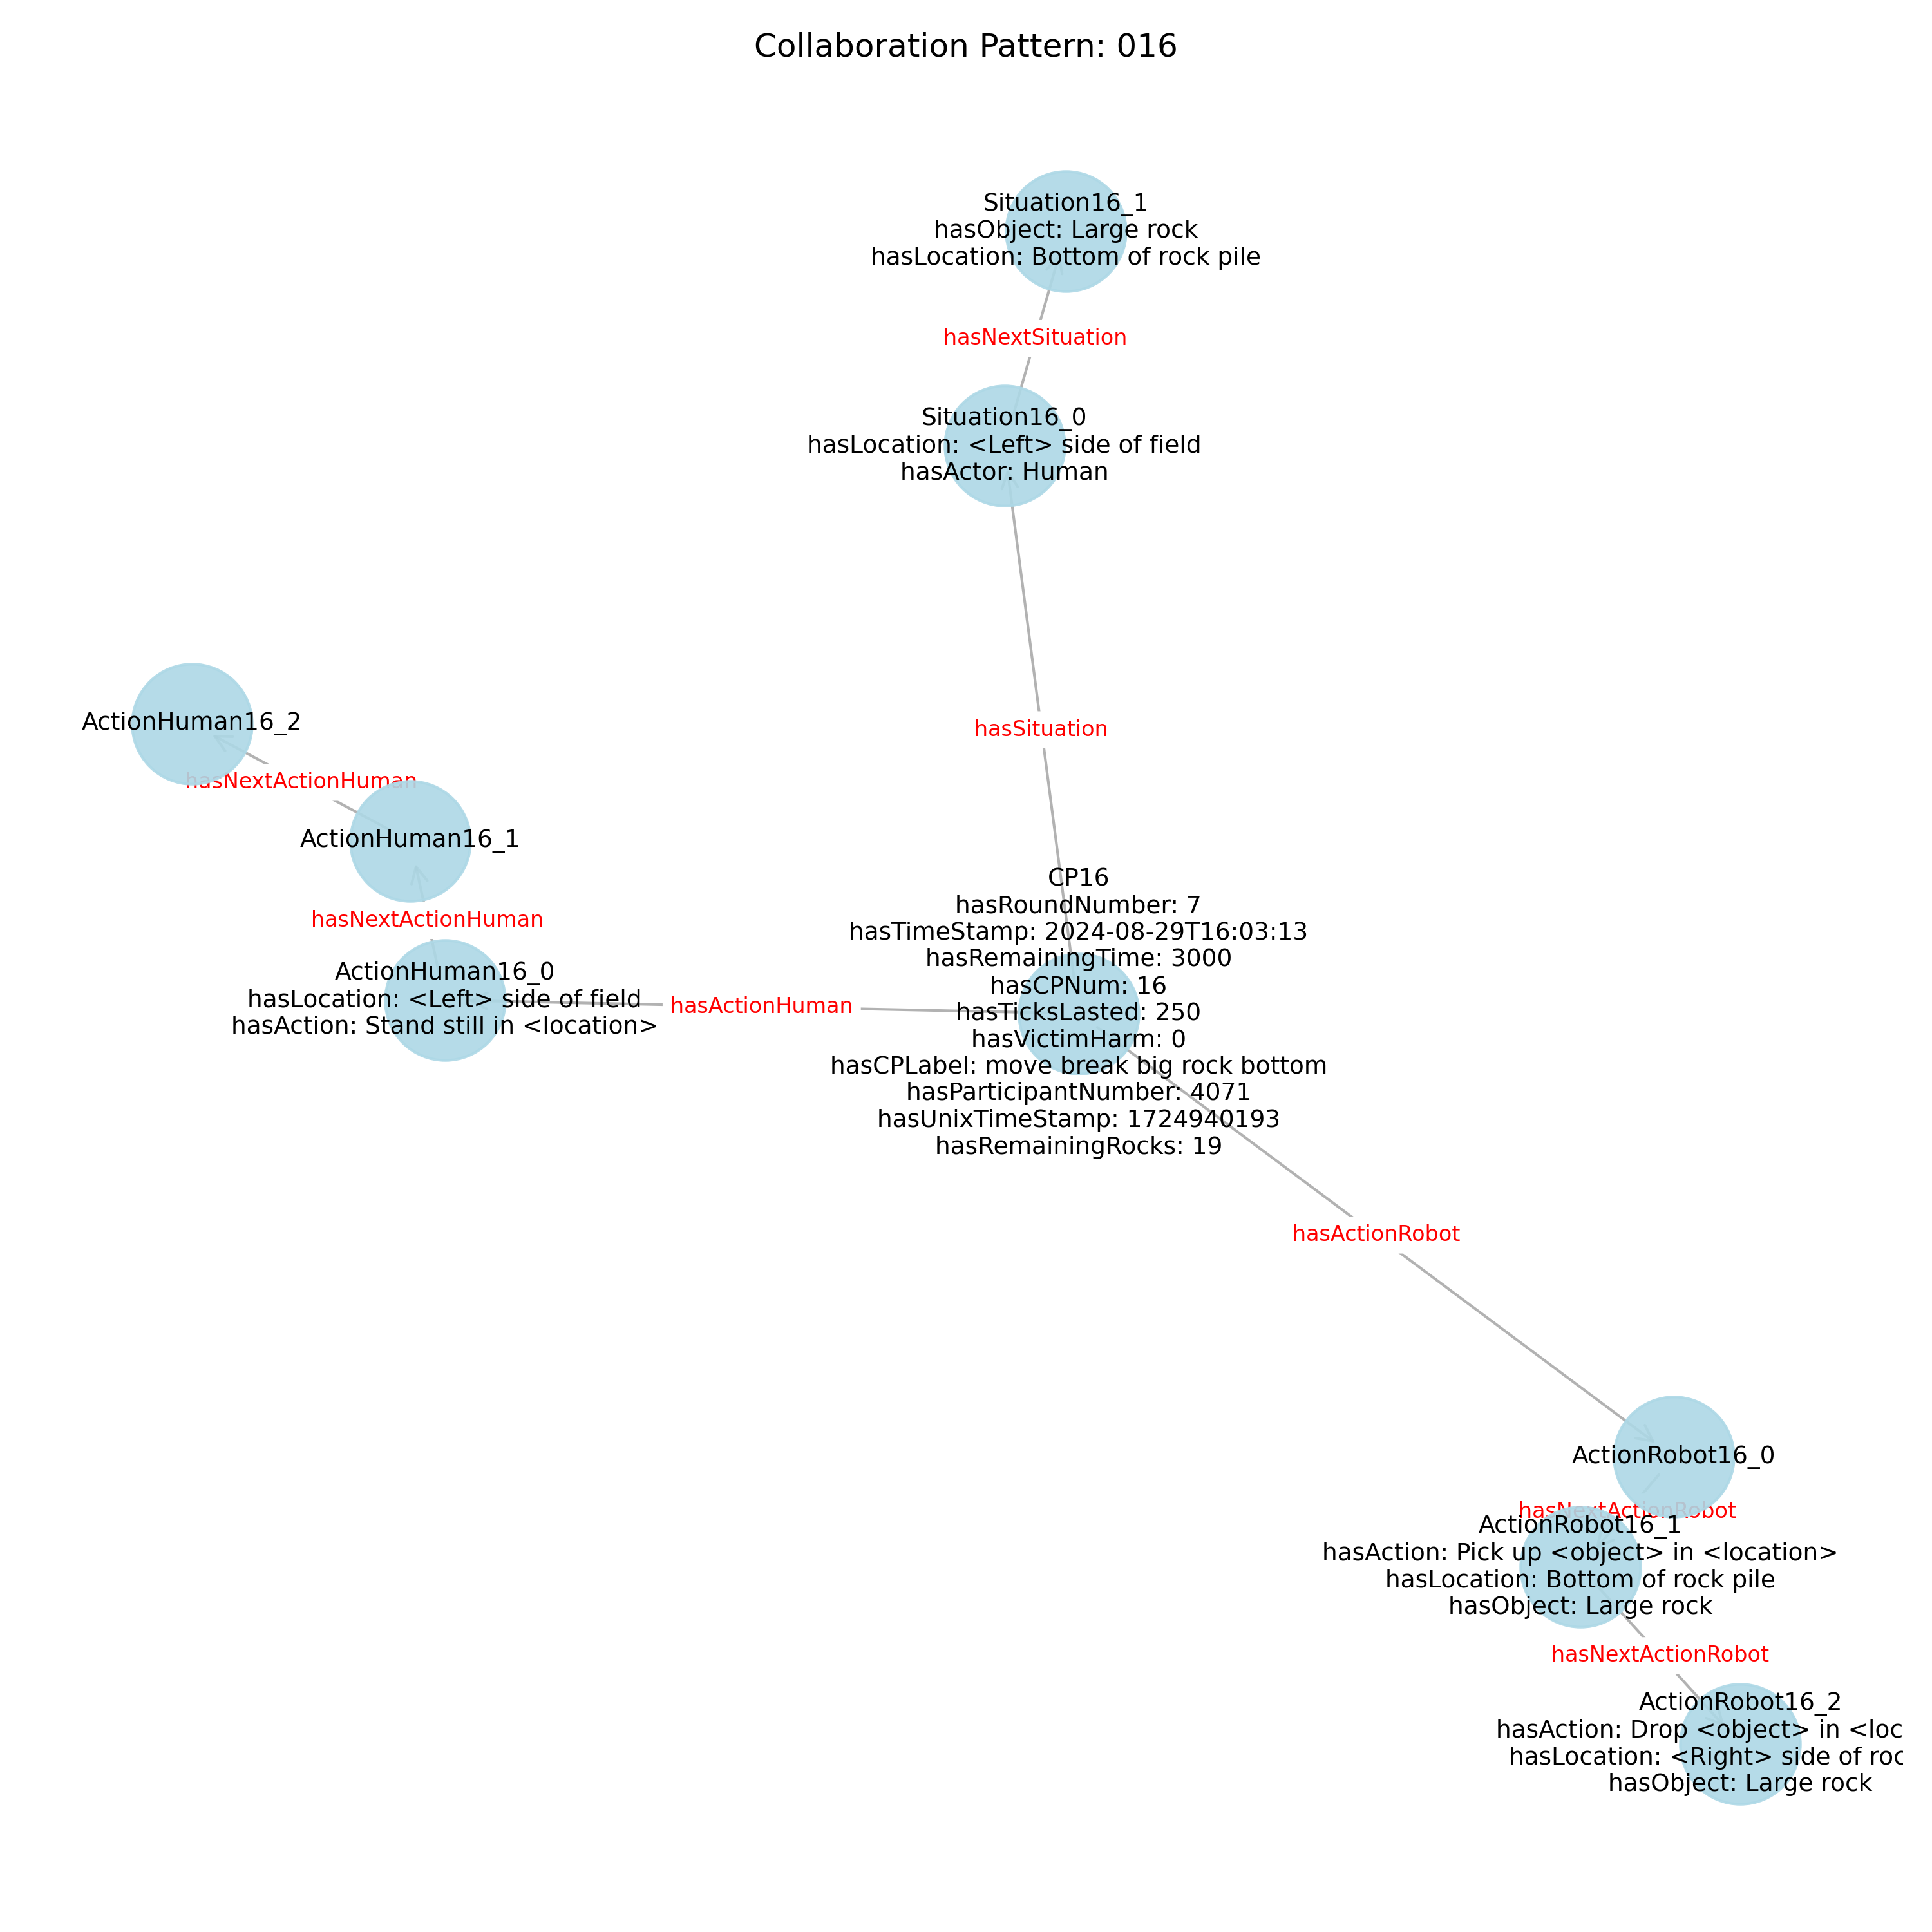 Collaboration Pattern: 016
Situation16_1
hasObject: Large rock
hasLocation: Bottom of rock pile
hasNextSituation
Situation16_0
hasLocation: <Left> side of field
hasActor: Human
hasSituation
ActionHuman16_2
hasNextActionHuman
ActionHuman16_1
hasNextActionHuman
ActionHuman16_0
hasLocation: <Left> side of field
hasAction: Stand still in <location>
hasActionHuman
CP16
hasRoundNumber: 7
hasTimeStamp: 2024-08-29T16:03:13
hasRemainingTime: 3000
hasCPNum: 16
hasTicksLasted: 250
hasVictimHarm: 0
hasCPLabel: move break big rock bottom
hasParticipantNumber: 4071
hasUnixTimeStamp: 1724940193
hasRemainingRocks: 19
hasActionRobot
ActionRobot16_0
hasNextActionRobot
ActionRobot16_1
hasAction: Pick up <object> in <location>
hasLocation: Bottom of rock pile
hasObject: Large rock
hasNextActionRobot
ActionRobot16_2
hasAction: Drop <object> in <loc
hasLocation: <Right> side of roc
hasObject: Large rock